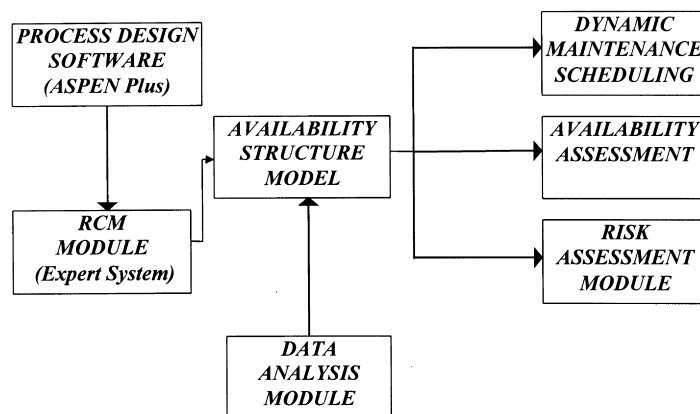 PROCESS DESIGN
SOFTWARE
(ASPEN Plus)
RCM
MODULE
(Expert System)
AVAILABILITY
STRUCTURE
MODEL
DATA
ANALYSIS
MODULE
DYNAMIC
MAINTENANCE
SCHEDULING
AVAILABILITY
ASSESSMENT
RISK
ASSESSMENT
MODULE